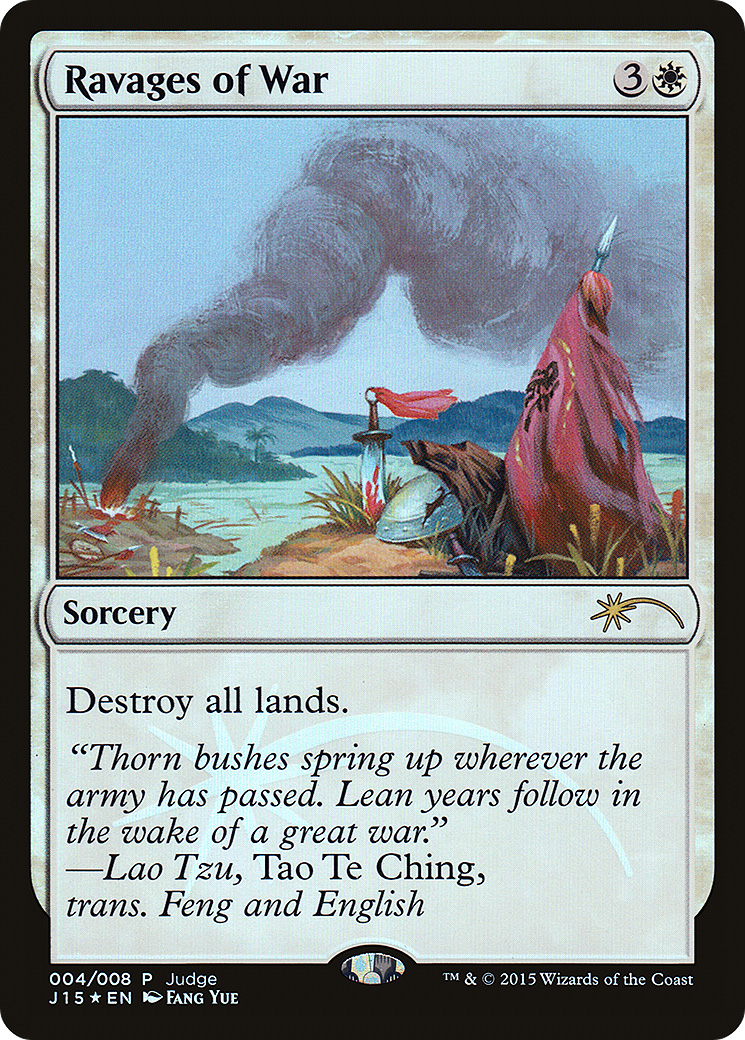 Ravages of War 3
Sorcery
Destroy all lands.
“Thorn bushes spring up wherever the
army has passed. Lean years follow in
the wake of a great war.”
—Lao Tzu, Tao Te Ching,
trans. Feng and English
004/008 P Judge
™ & © 2015 Wizards of the Coast
J15★EN Fang Yue